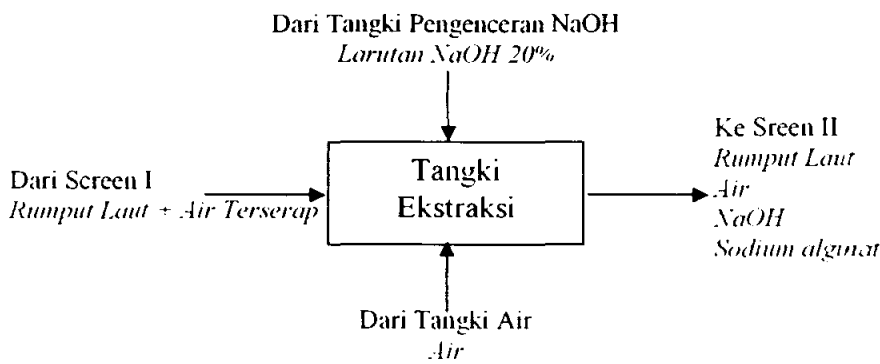 Dari Tangki Pengenceran NaOH
Larutan NaOH 20%
Dari Screen I
Rumput Laut + Air Terserap
Tangki
Ekstraksi
Ke Sreen II
Rumput Laut
Air
NaOH
Sodium alginat
Dari Tangki Air
Air